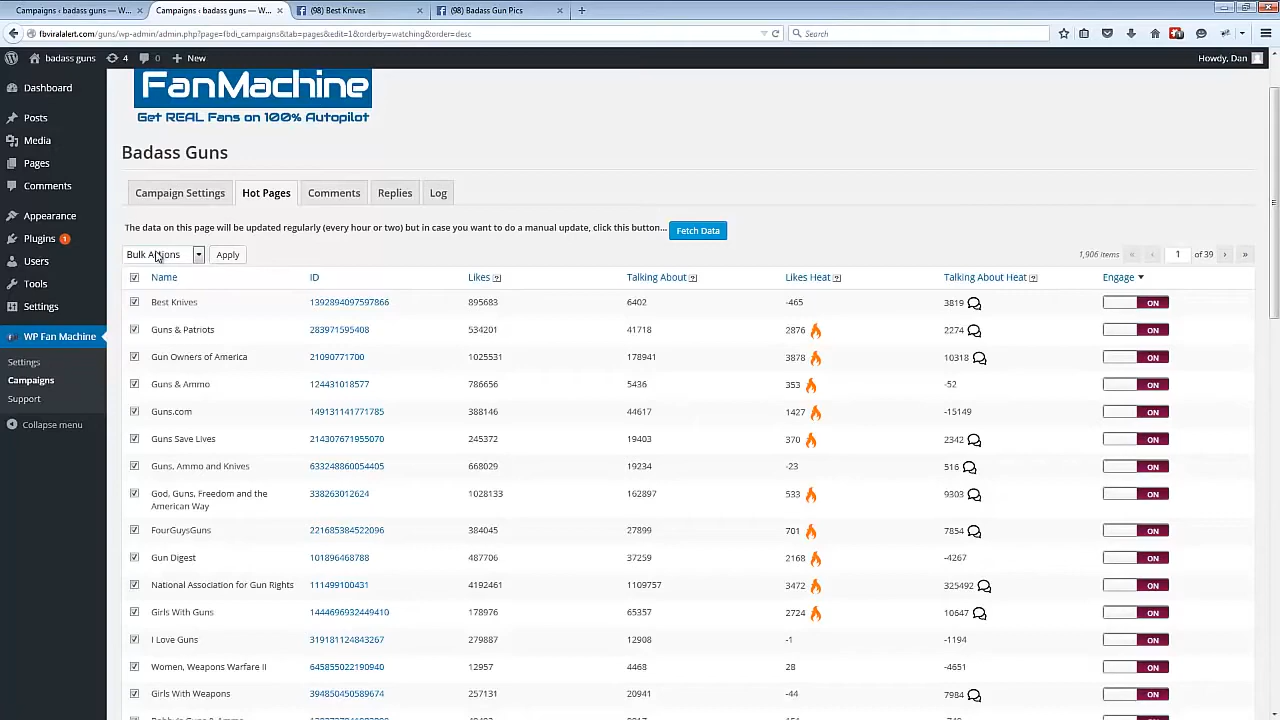 Campaigns ‹ badass guns — W...
Campaigns ‹ badass guns — W...
(98) Best Knives
(98) Badass Gun Pics
fbviralalert.com/guns/wp-admin/admin.php?page=fbdi_campaigns&tab=pages&edit=1&orderby=watching&order=desc
Search
badass guns 4 0 New
Howdy, Dan
Dashboard
Posts
Media
Pages
Comments
Appearance
Plugins 1
Users
Tools
Settings
WP Fan Machine
Settings
Campaigns
Support
Collapse menu
FanMachine
Get REAL Fans on 100% Autopilot
Badass Guns
Campaign Settings Hot Pages Comments Replies Log
The data on this page will be updated regularly (every hour or two) but in case you want to do a manual update, click this button... Fetch Data
Bulk Actions Apply 1,906 items « ‹ 1 of 39 › »
Name ID Likes Talking About Likes Heat Talking About Heat Engage
Best Knives 1392894097597866 895683 6402 -465 3819 ON
Guns & Patriots 283971595408 534201 41718 2876 2274 ON
Gun Owners of America 21090771700 1025531 178941 3878 10318 ON
Guns & Ammo 124431018577 786656 5436 353 -52 ON
Guns.com 149131141771785 388146 44617 1427 -15149 ON
Guns Save Lives 214307671955070 245372 19403 370 2342 ON
Guns, Ammo and Knives 633248860054405 668029 19234 -23 516 ON
God, Guns, Freedom and the American Way 338263012624 1028133 162897 533 9303 ON
FourGuysGuns 221685384522096 384045 27899 701 7854 ON
Gun Digest 101896468788 487706 37259 2168 -4267 ON
National Association for Gun Rights 111499100431 4192461 1109757 3472 325492 ON
Girls With Guns 1444696932449410 178976 65357 2724 10647 ON
I Love Guns 319181124843267 279887 12908 -1 -1194 ON
Women, Weapons Warfare II 645855022190940 12957 4468 28 -4651 ON
Girls With Weapons 394850450589674 257131 20941 -44 7984 ON